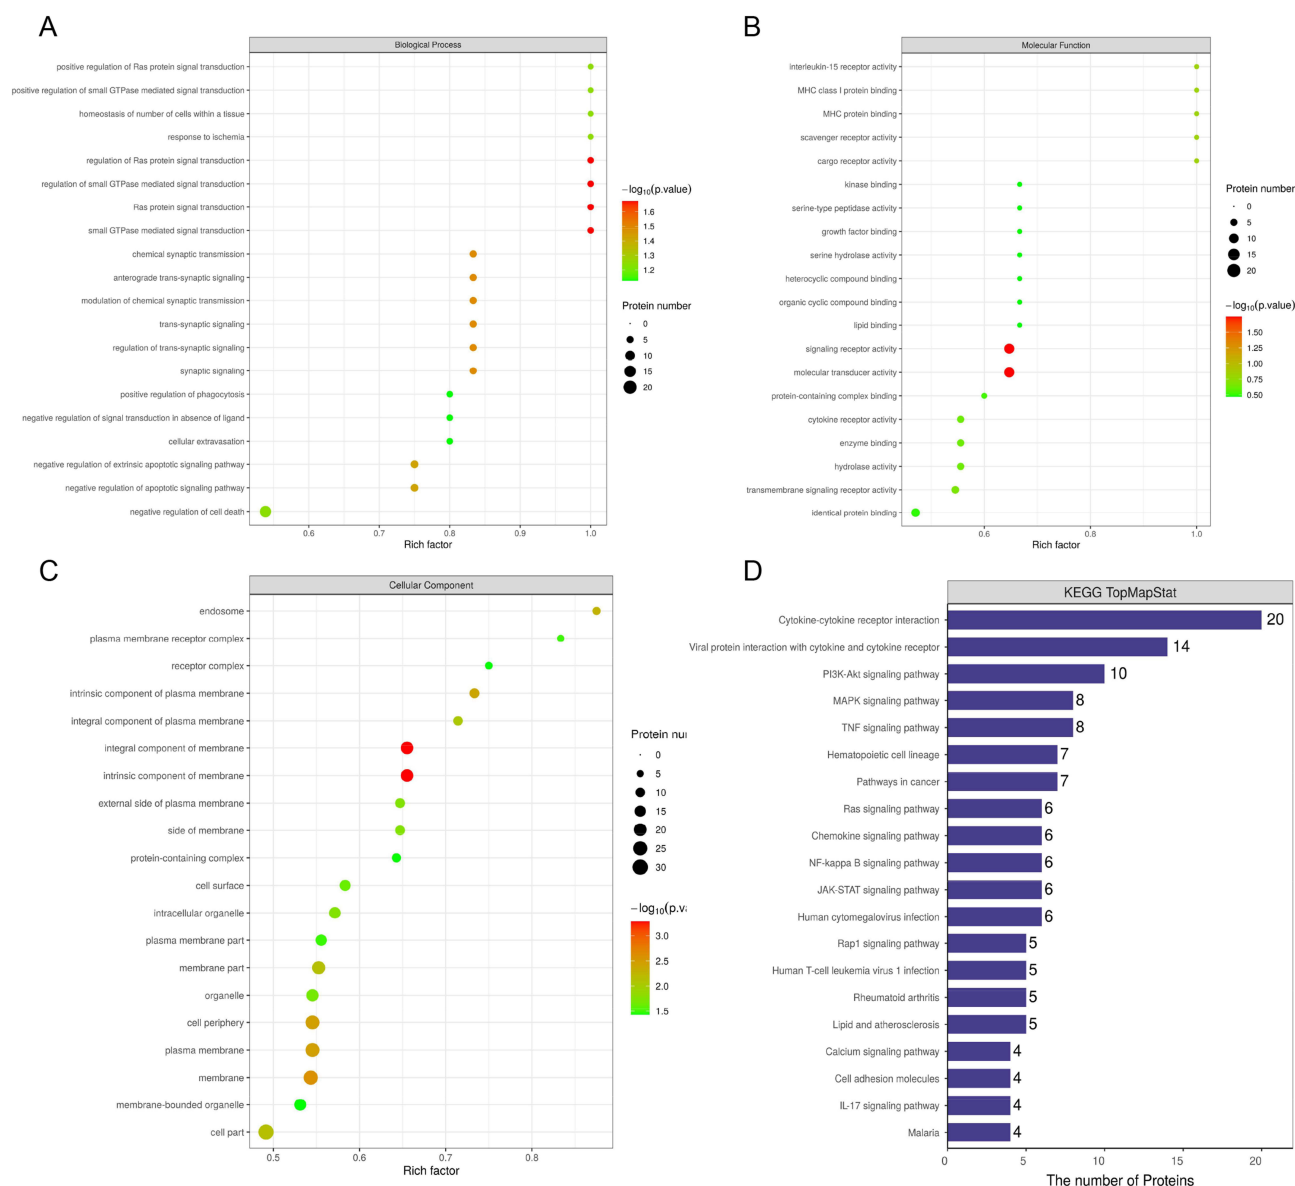 A
Biological Process
positive regulation of Ras protein signal transduction
positive regulation of small GTPase mediated signal transduction
homeostasis of number of cells within a tissue
response to ischemia
regulation of Ras protein signal transduction
regulation of small GTPase mediated signal transduction
Ras protein signal transduction
small GTPase mediated signal transduction
chemical synaptic transmission
anterograde trans-synaptic signaling
modulation of chemical synaptic transmission
trans-synaptic signaling
regulation of trans-synaptic signaling
synaptic signaling
positive regulation of phagocytosis
negative regulation of signal transduction in absence of ligand
cellular extravasation
negative regulation of extrinsic apoptotic signaling pathway
negative regulation of apoptotic signaling pathway
negative regulation of cell death
0.6 0.7 0.8 0.9 1.0
Rich factor
−log10(p.value)
1.6
1.5
1.4
1.3
1.2
Protein number
0
5
10
15
20
B
Molecular Function
interleukin-15 receptor activity
MHC class I protein binding
MHC protein binding
scavenger receptor activity
cargo receptor activity
kinase binding
serine-type peptidase activity
growth factor binding
serine hydrolase activity
heterocyclic compound binding
organic cyclic compound binding
lipid binding
signaling receptor activity
molecular transducer activity
protein-containing complex binding
cytokine receptor activity
enzyme binding
hydrolase activity
transmembrane signaling receptor activity
identical protein binding
0.6 0.8 1.0
Rich factor
Protein number
0
5
10
15
20
−log10(p.value)
1.50
1.25
1.00
0.75
0.50
C
Cellular Component
endosome
plasma membrane receptor complex
receptor complex
intrinsic component of plasma membrane
integral component of plasma membrane
integral component of membrane
intrinsic component of membrane
external side of plasma membrane
side of membrane
protein-containing complex
cell surface
intracellular organelle
plasma membrane part
membrane part
organelle
cell periphery
plasma membrane
membrane
membrane-bounded organelle
cell part
0.5 0.6 0.7 0.8
Rich factor
Protein nu
0
5
10
15
20
25
30
−log10(p.va
3.0
2.5
2.0
1.5
D
KEGG TopMapStat
Cytokine-cytokine receptor interaction 20
Viral protein interaction with cytokine and cytokine receptor 14
PI3K-Akt signaling pathway 10
MAPK signaling pathway 8
TNF signaling pathway 8
Hematopoietic cell lineage 7
Pathways in cancer 7
Ras signaling pathway 6
Chemokine signaling pathway 6
NF-kappa B signaling pathway 6
JAK-STAT signaling pathway 6
Human cytomegalovirus infection 6
Rap1 signaling pathway 5
Human T-cell leukemia virus 1 infection 5
Rheumatoid arthritis 5
Lipid and atherosclerosis 5
Calcium signaling pathway 4
Cell adhesion molecules 4
IL-17 signaling pathway 4
Malaria 4
0 5 10 15 20
The number of Proteins